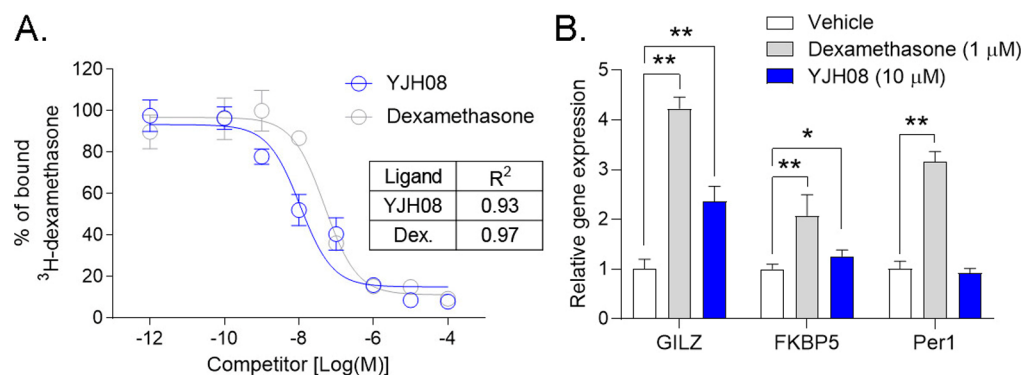 A.
YJH08
Dexamethasone
% of bound
³H-dexamethasone
120
100
80
60
40
20
0
-12
-10
-8
-6
-4
Competitor [Log(M)]
Ligand R²
YJH08 0.93
Dex. 0.97
B.
Vehicle
Dexamethasone (1 μM)
YJH08 (10 μM)
Relative gene expression
5
4
3
2
1
0
**
**
*
**
**
GILZ
FKBP5
Per1